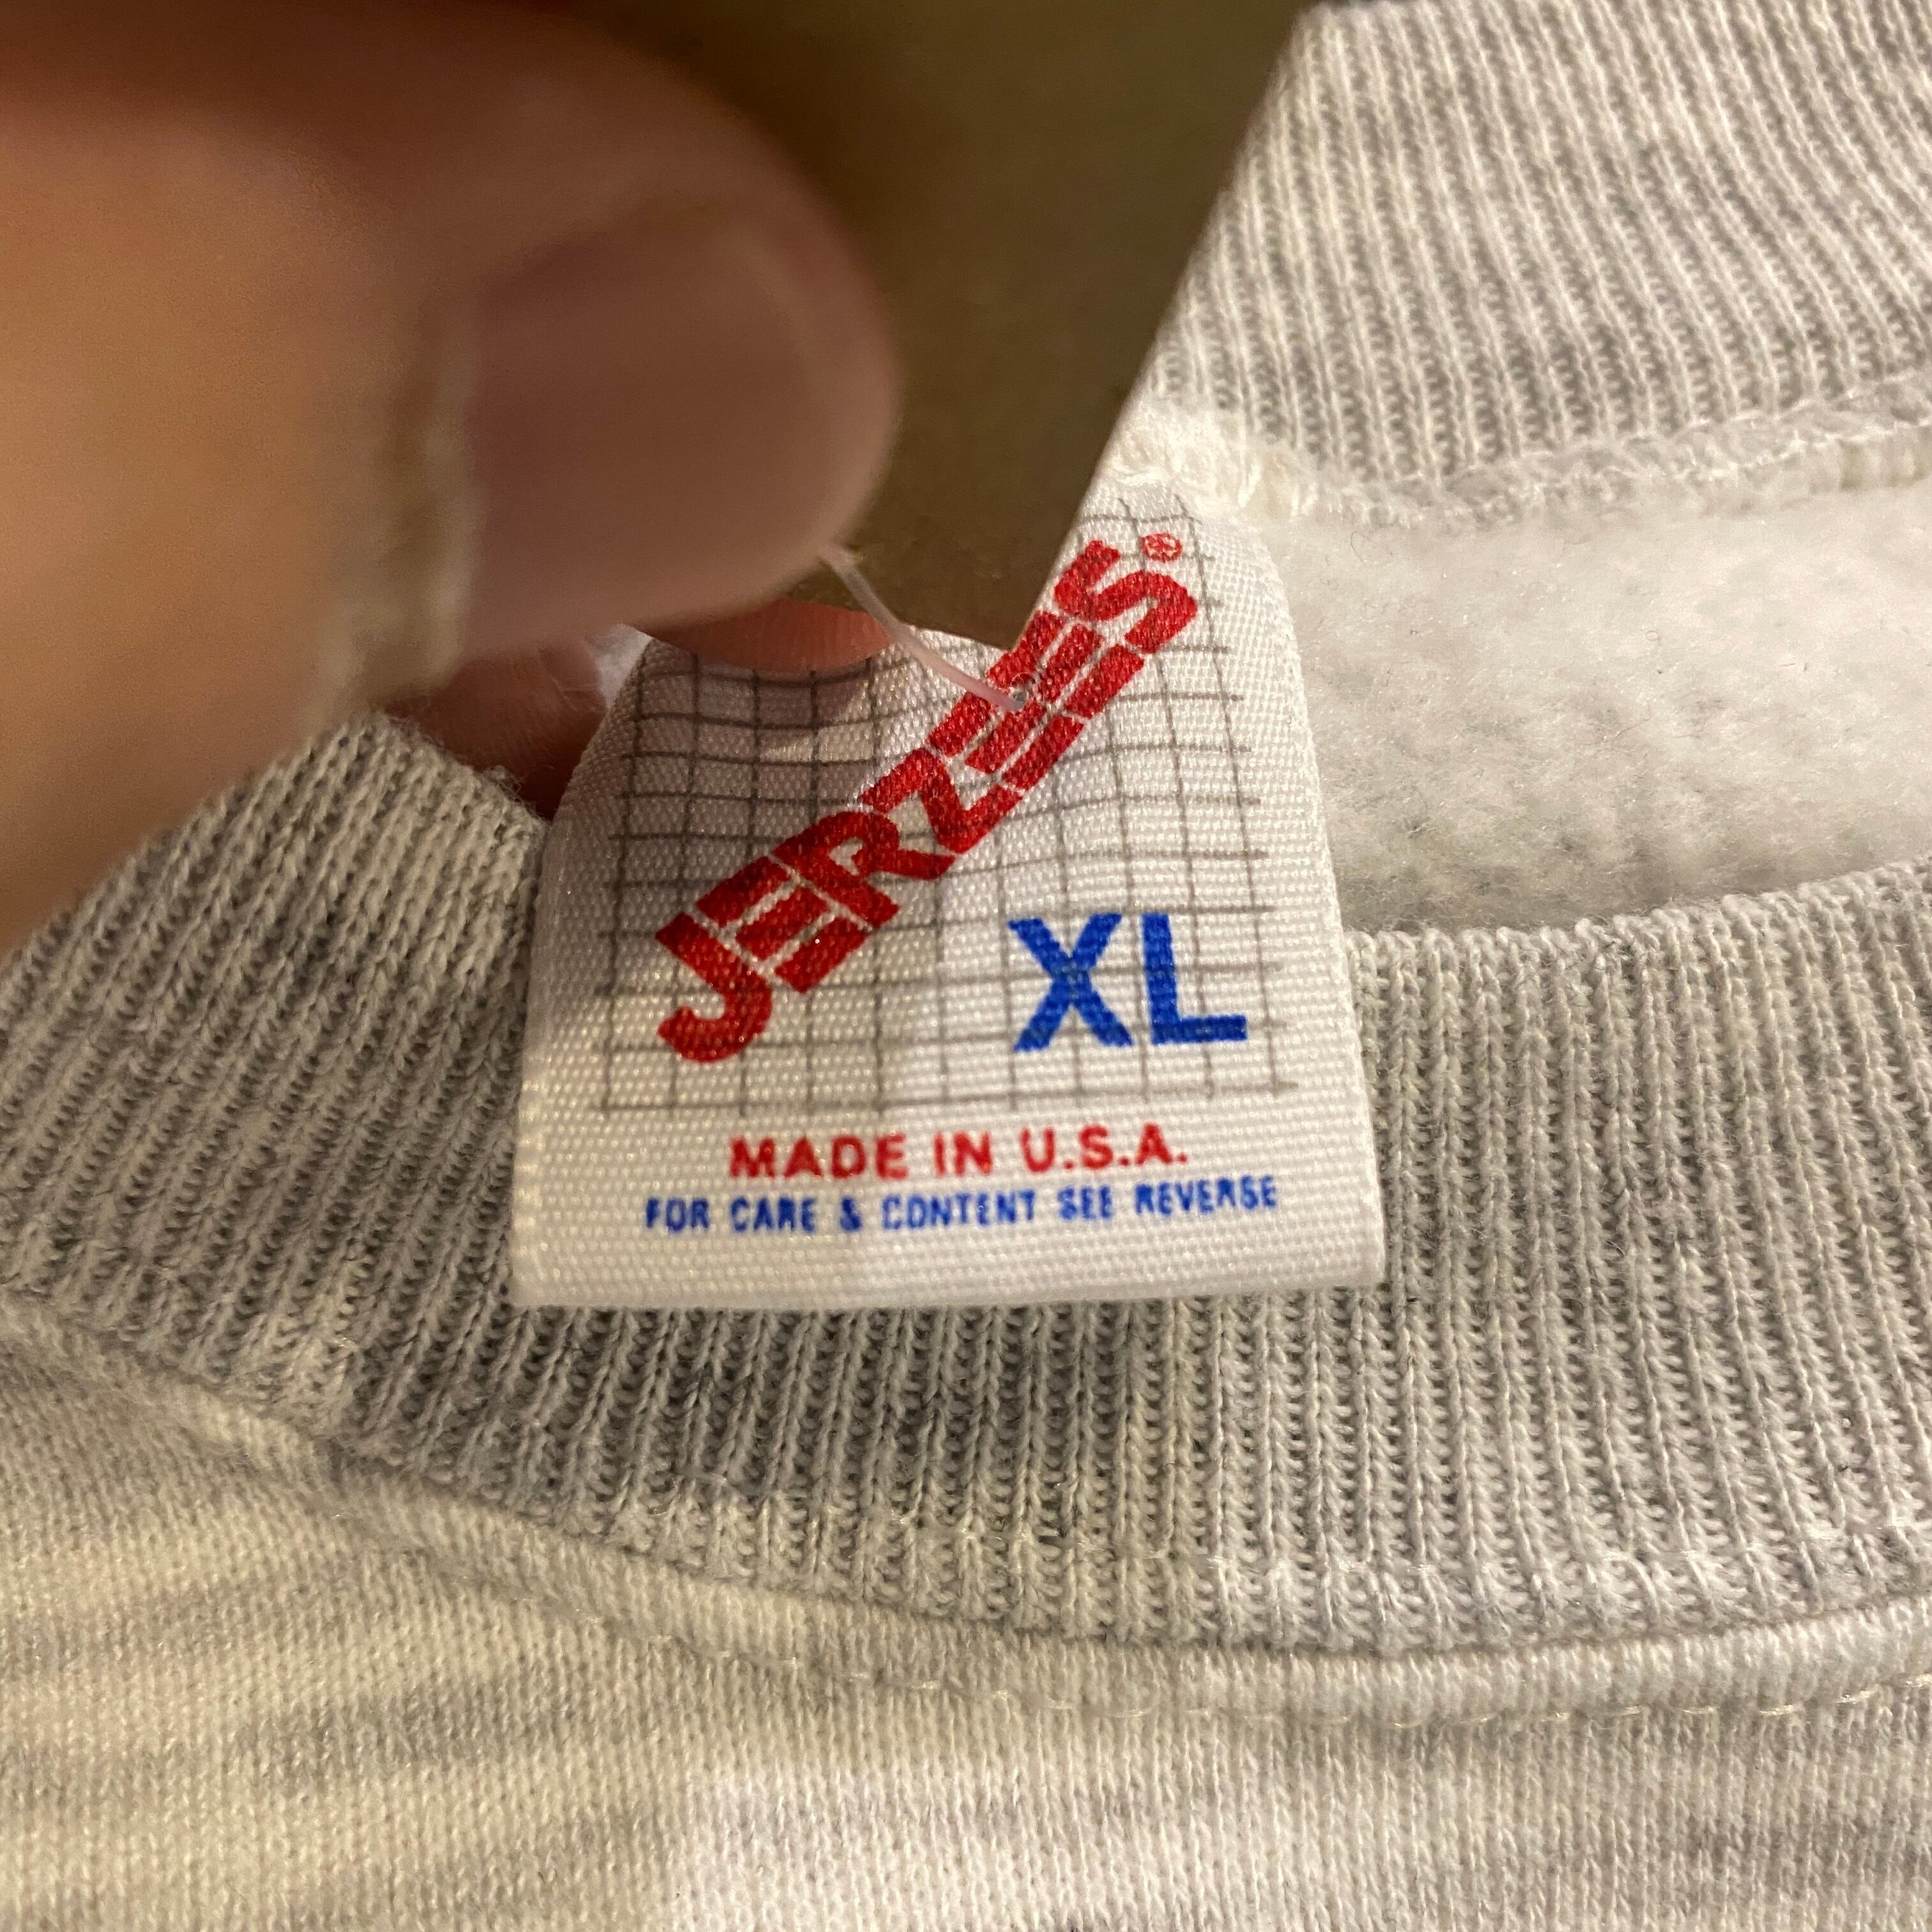 JERZEES®
XL
MADE IN U.S.A.
FOR CARE & CONTENT SEE REVERSE